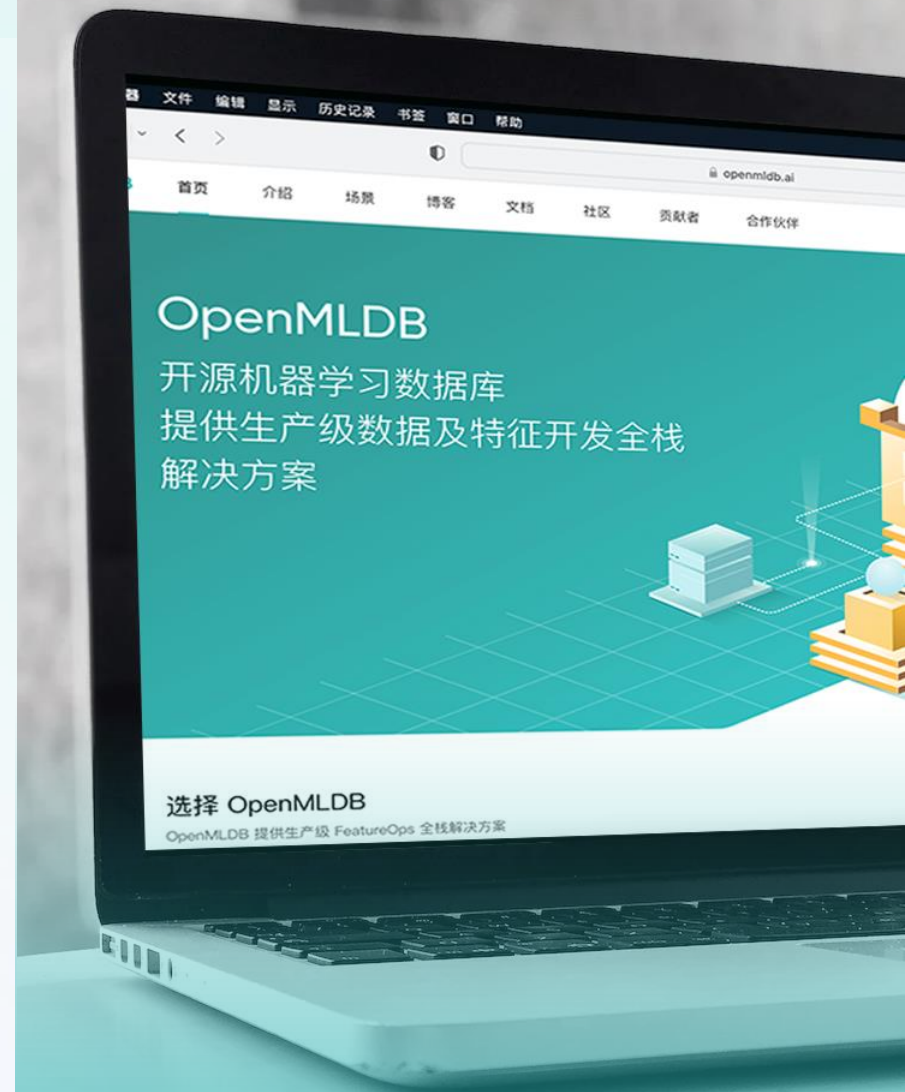 器 文件 编辑 显示 历史记录 书签 窗口 帮助
openmldb.ai
首页 介绍 场景 博客 文档 社区 贡献者 合作伙伴
OpenMLDB
开源机器学习数据库
提供生产级数据及特征开发全栈
解决方案
选择 OpenMLDB
OpenMLDB 提供生产级 FeatureOps 全栈解决方案